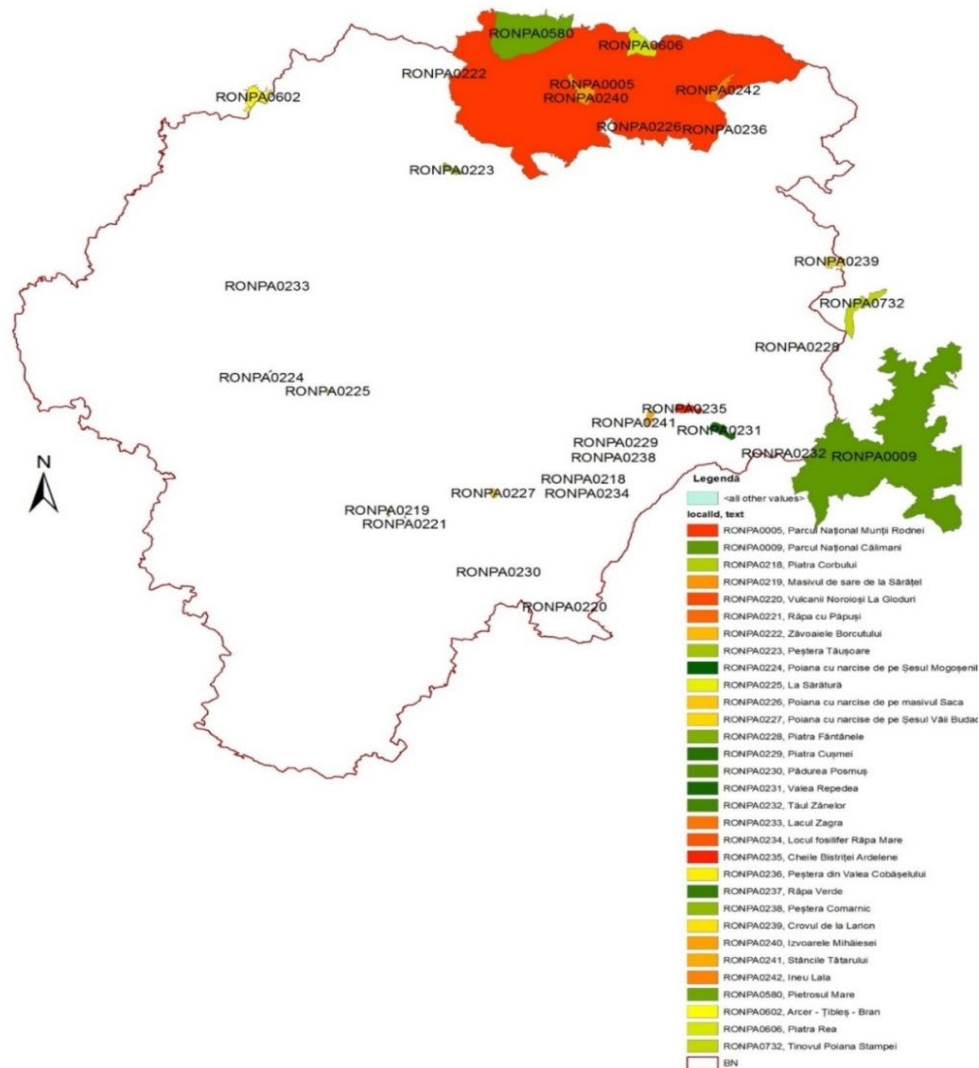 RONPA0580
RONPA0606
RONPA0222
RONPA0005
RONPA0242
RONPA0602
RONPA0240
RONPA0226
RONPA0236
RONPA0223
RONPA0239
RONPA0233
RONPA0732
RONPA0228
RONPA0224
RONPA0225
RONPA0235
RONPA0241
RONPA0231
RONPA0229
RONPA0232
RONPA0009
RONPA0238
N
RONPA0218
RONPA0227
RONPA0234
RONPA0219
RONPA0221
RONPA0230
RONPA0220
Legenda
<all other values>
localId, text
RONPA0005, Parcul Național Munții Rodnei
RONPA0009, Parcul Național Călimani
RONPA0218, Piatra Corbului
RONPA0219, Masivul de sare de la Sărățel
RONPA0220, Vulcanii Noroioși La Gloduri
RONPA0221, Râpa cu Păpuși
RONPA0222, Zăvoaiele Borcutului
RONPA0223, Peștera Tăușoare
RONPA0224, Poiana cu narcise de pe Șesul Mogoșenil
RONPA0225, La Sărătură
RONPA0226, Poiana cu narcise de pe masivul Saca
RONPA0227, Poiana cu narcise de pe Șesul Văii Budac
RONPA0228, Piatra Fântânele
RONPA0229, Piatra Cușmei
RONPA0230, Pădurea Posmuș
RONPA0231, Valea Repedea
RONPA0232, Tăul Zânelor
RONPA0233, Lacul Zagra
RONPA0234, Locul fosilifer Râpa Mare
RONPA0235, Cheile Bistriței Ardelene
RONPA0236, Peștera din Valea Cobășelului
RONPA0237, Râpa Verde
RONPA0238, Peștera Comarnic
RONPA0239, Crovul de la Larion
RONPA0240, Izvoarele Mihăiesei
RONPA0241, Stâncile Tătarului
RONPA0242, Ineu Lala
RONPA0580, Pietrosul Mare
RONPA0602, Arcer - Țibleș - Bran
RONPA0606, Piatra Rea
RONPA0732, Tinovul Poiana Stampei
BN